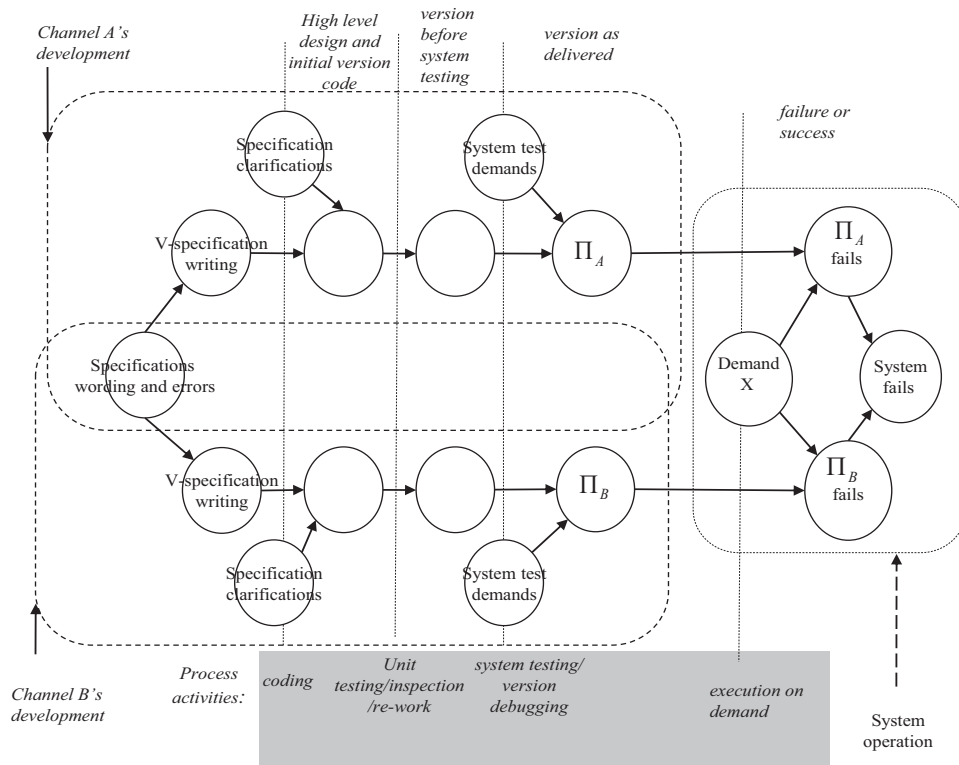 Channel A's
development
High level
design and
initial version
code
version
before
system
testing
version as
delivered
failure or
success
Specification
clarifications
System test
demands
V-specification
writing
Π_A
Π_A
fails
Specifications
wording and errors
Demand
X
System
fails
V-specification
writing
Π_B
Π_B
fails
Specification
clarifications
System test
demands
Channel B's
development
Process
activities:
coding
Unit
testing/inspection
/re-work
system testing/
version
debugging
execution on
demand
System
operation